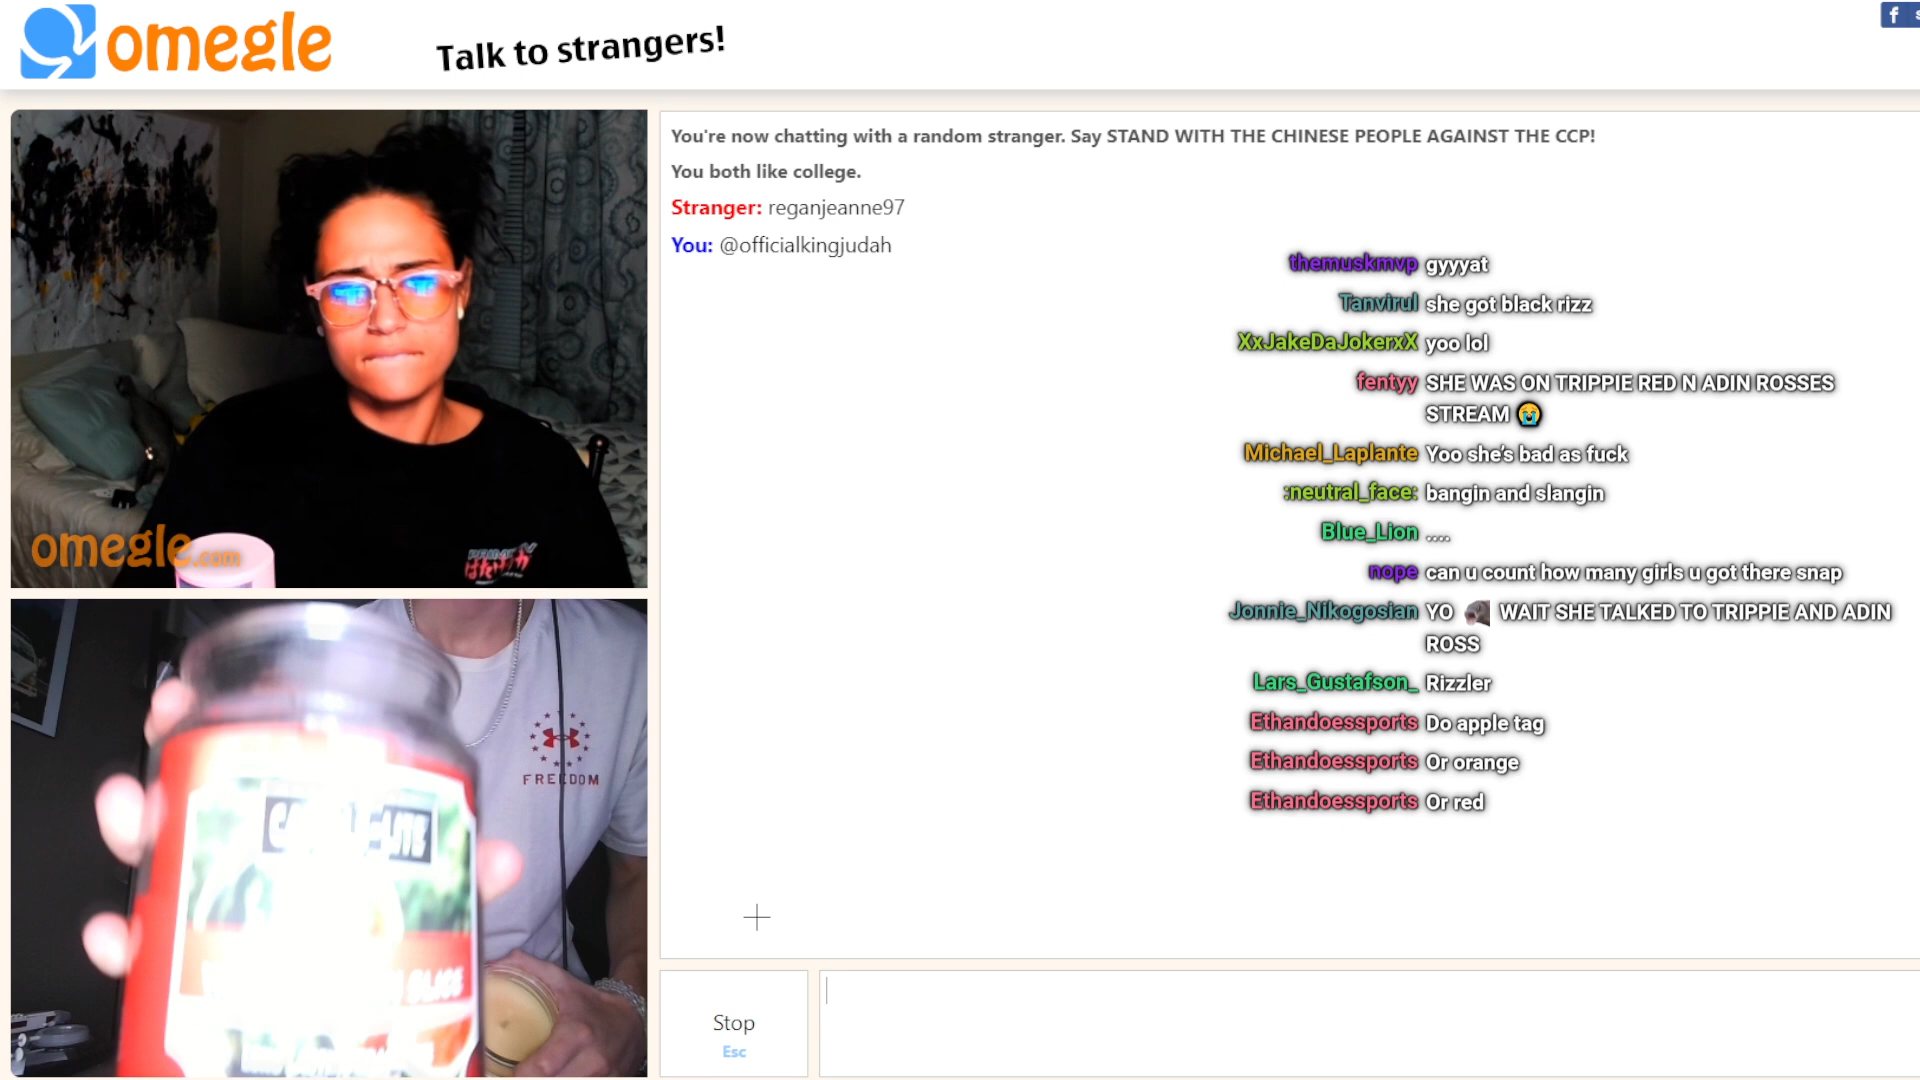 omegle
Talk to strangers!
You're now chatting with a random stranger. Say STAND WITH THE CHINESE PEOPLE AGAINST THE CCP!
You both like college.
Stranger: reganjeanne97
You: @officialkingjudah
themuskmvp gyyyat
Tanvirul she got black rizz
XxJakeDaJokerxX yoo lol
fentyy SHE WAS ON TRIPPIE RED N ADIN ROSSES
STREAM 😭
Michael_Laplante Yoo she's bad as fuck
:neutral_face: bangin and slangin
Blue_Lion ....
nope can u count how many girls u got there snap
Jonnie_Nikogosian YO WAIT SHE TALKED TO TRIPPIE AND ADIN
ROSS
Lars_Gustafson_ Rizzler
Ethandoessports Do apple tag
Ethandoessports Or orange
Ethandoessports Or red
omegle.com
FREEDOM
Stop
Esc